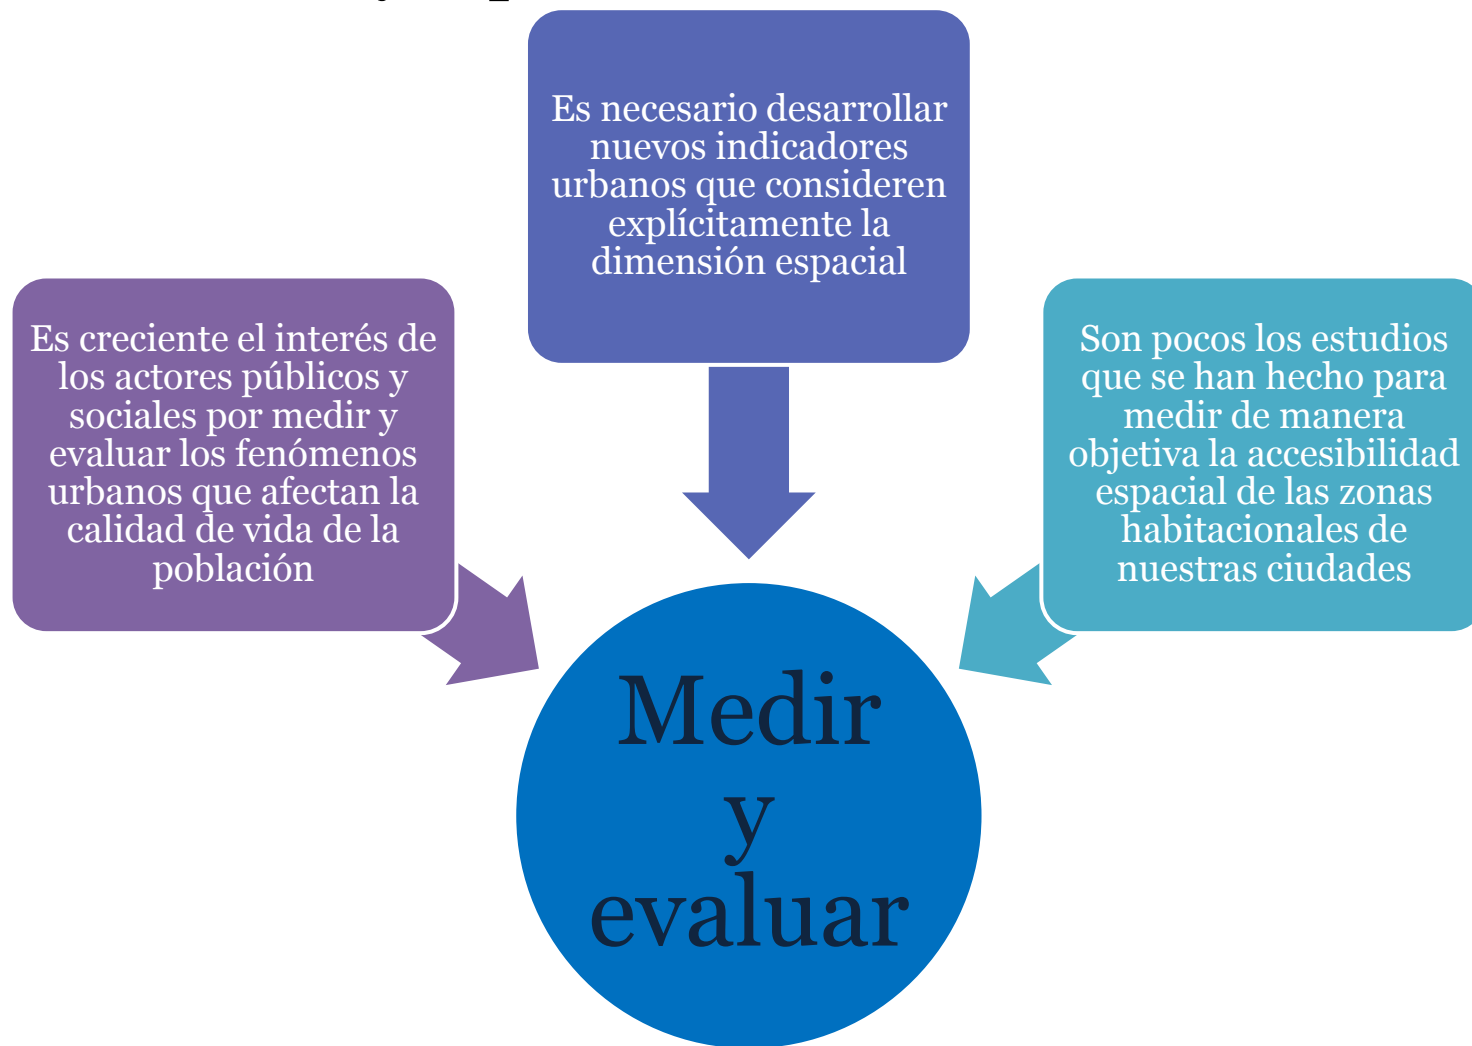 Es necesario desarrollar
nuevos indicadores
urbanos que consideren
explícitamente la
dimensión espacial
Es creciente el interés de
los actores públicos y
sociales por medir y
evaluar los fenómenos
urbanos que afectan la
calidad de vida de la
población
Son pocos los estudios
que se han hecho para
medir de manera
objetiva la accesibilidad
espacial de las zonas
habitacionales de
nuestras ciudades
Medir
y
evaluar